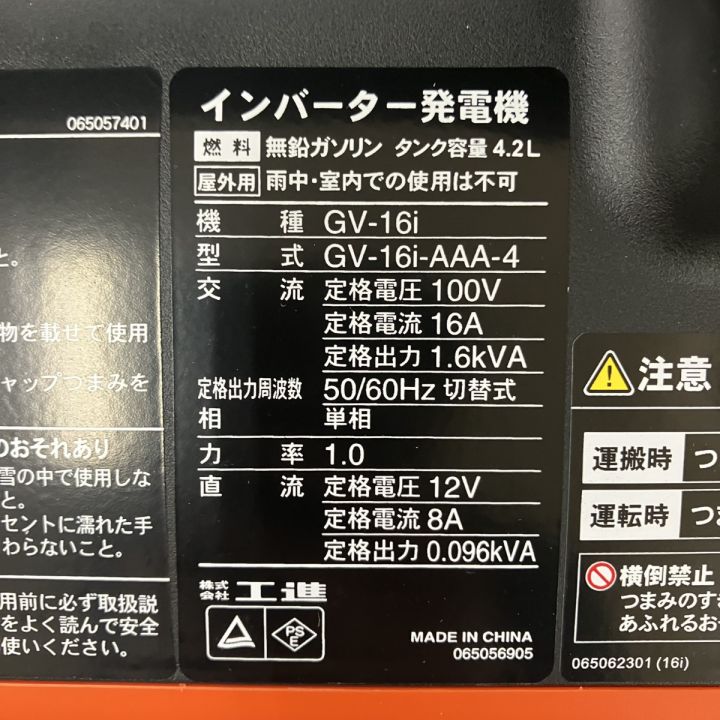 065057401
と。
物を載せて使用
ャップつまみを
のおそれあり
雪の中で使用しな
と。
セントに濡れた手
わらないこと。
用前に必ず取扱説
をよく読んで安全
使いください。
インバーター発電機
燃料 無鉛ガソリン タンク容量 4.2L
屋外用 雨中・室内での使用は不可
機種 GV-16i
型式 GV-16i-AAA-4
交流 定格電圧 100V
定格電流 16A
定格出力 1.6kVA
定格出力周波数 50/60Hz 切替式
相 単相
力率 1.0
直流 定格電圧 12V
定格電流 8A
定格出力 0.096kVA
株式会社 工進
PSE
MADE IN CHINA
065056905
注意
運搬時 つ
運転時 つま
横倒禁止
つまみのすき
あふれるお
065062301 (16i)